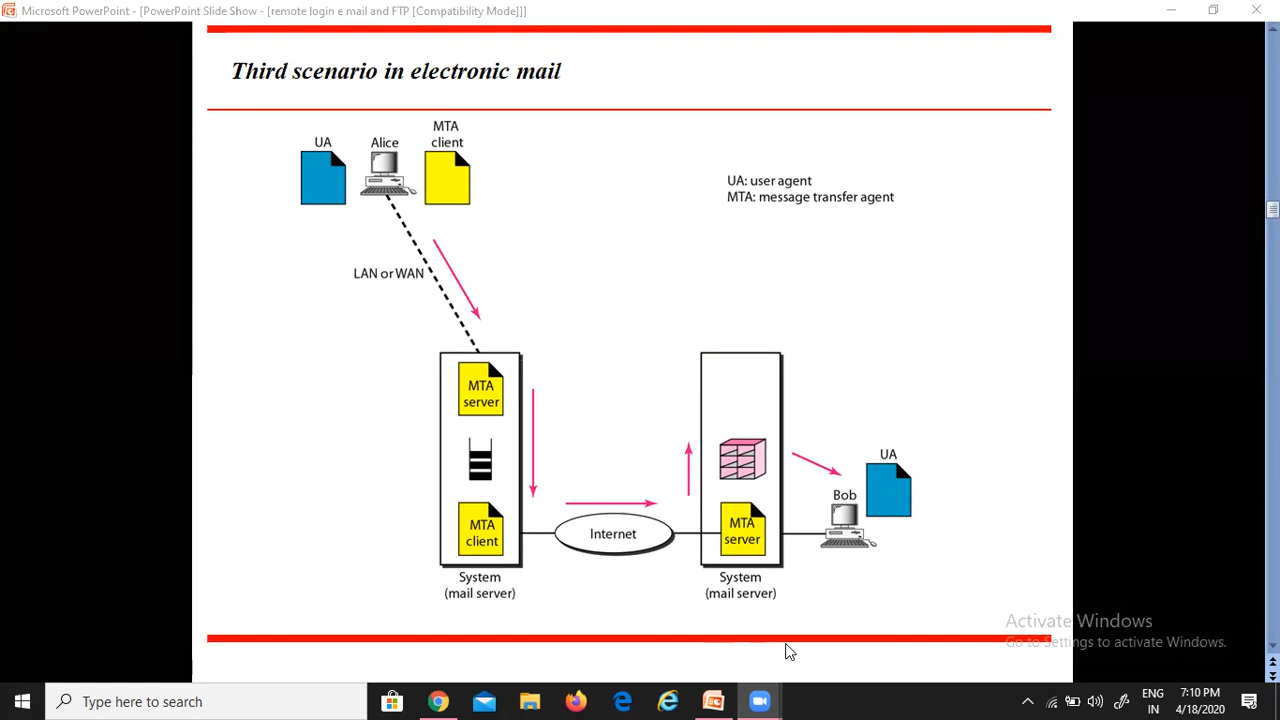 Microsoft PowerPoint - [PowerPoint Slide Show - [remote login e mail and FTP [Compatibility Mode]]]
Third scenario in electronic mail
UA
Alice
MTA
client
UA: user agent
MTA: message transfer agent
LAN or WAN
MTA
server
MTA
client
System
(mail server)
Internet
MTA
server
System
(mail server)
Bob
UA
Activate Windows
Go to Settings to activate Windows.
Type here to search
ENG
IN
7:10 PM
4/18/2020